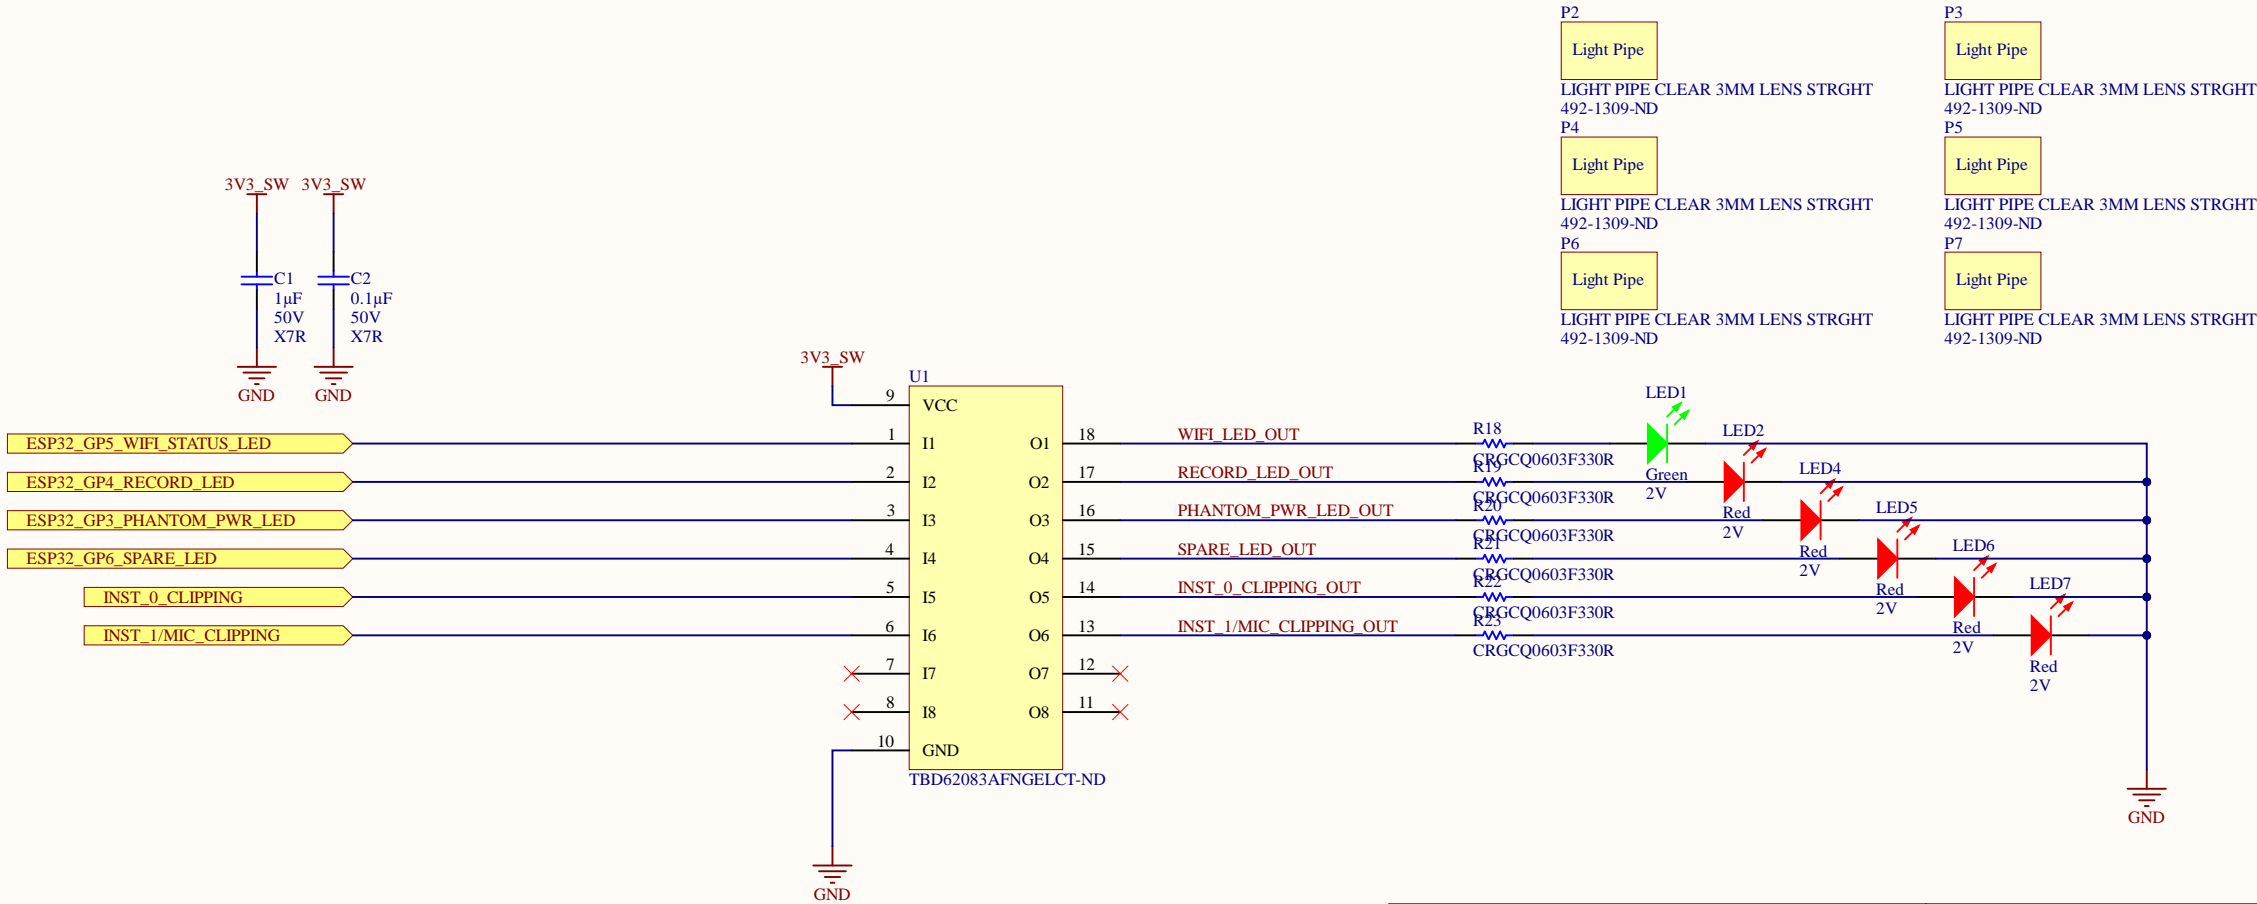 P2
Light Pipe
LIGHT PIPE CLEAR 3MM LENS STRGHT
492-1309-ND
P3
Light Pipe
LIGHT PIPE CLEAR 3MM LENS STRGHT
492-1309-ND
P4
Light Pipe
LIGHT PIPE CLEAR 3MM LENS STRGHT
492-1309-ND
P5
Light Pipe
LIGHT PIPE CLEAR 3MM LENS STRGHT
492-1309-ND
P6
Light Pipe
LIGHT PIPE CLEAR 3MM LENS STRGHT
492-1309-ND
P7
Light Pipe
LIGHT PIPE CLEAR 3MM LENS STRGHT
492-1309-ND
3V3_SW
C1
1µF
50V
X7R
GND
3V3_SW
C2
0.1µF
50V
X7R
GND
3V3_SW
U1
9 VCC
ESP32_GP5_WIFI_STATUS_LED
1 I1
O1 18
WIFI_LED_OUT
R18
CRGCQ0603F330R
LED1
Green
2V
ESP32_GP4_RECORD_LED
2 I2
O2 17
RECORD_LED_OUT
R19
CRGCQ0603F330R
LED2
Red
2V
ESP32_GP3_PHANTOM_PWR_LED
3 I3
O3 16
PHANTOM_PWR_LED_OUT
R20
CRGCQ0603F330R
LED4
Red
2V
ESP32_GP6_SPARE_LED
4 I4
O4 15
SPARE_LED_OUT
R21
CRGCQ0603F330R
LED5
Red
2V
INST_0_CLIPPING
5 I5
O5 14
INST_0_CLIPPING_OUT
R22
CRGCQ0603F330R
LED6
Red
2V
INST_1/MIC_CLIPPING
6 I6
O6 13
INST_1/MIC_CLIPPING_OUT
R23
CRGCQ0603F330R
LED7
Red
2V
7 I7
O7 12
8 I8
O8 11
10 GND
TBD62083AFNGELCT-ND
GND
GND